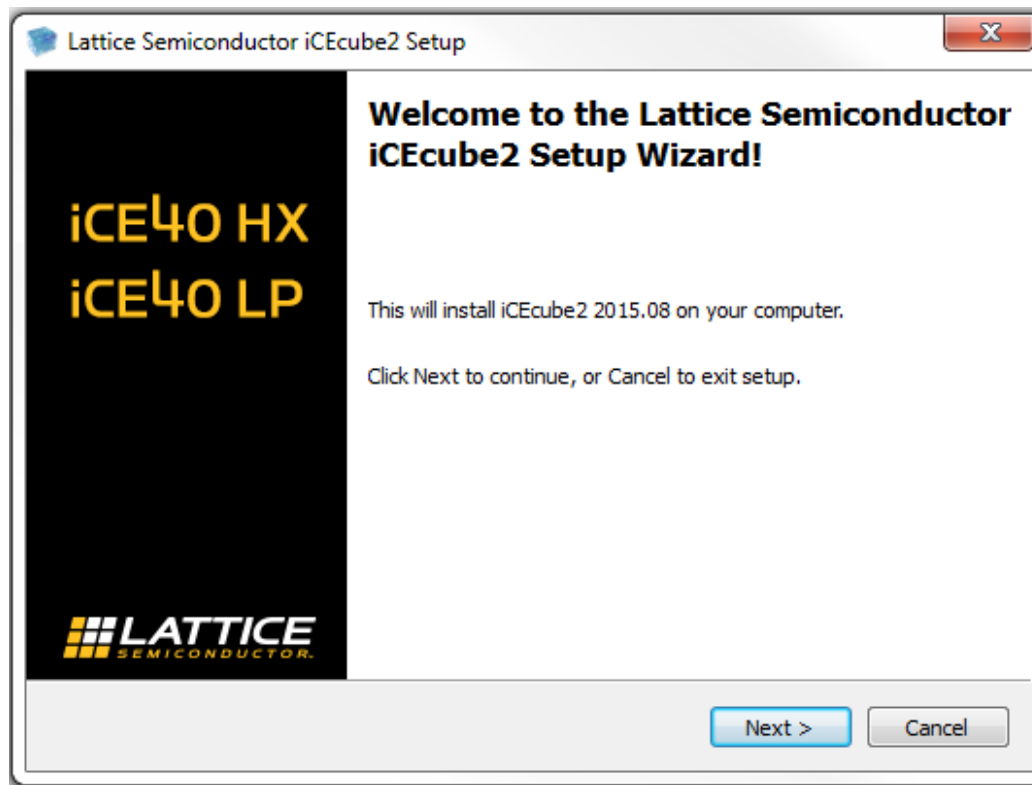 Lattice Semiconductor iCEcube2 Setup
Welcome to the Lattice Semiconductor
iCEcube2 Setup Wizard!
iCE40 HX
iCE40 LP
This will install iCEcube2 2015.08 on your computer.
Click Next to continue, or Cancel to exit setup.
LATTICE
SEMICONDUCTOR.
Next >
Cancel